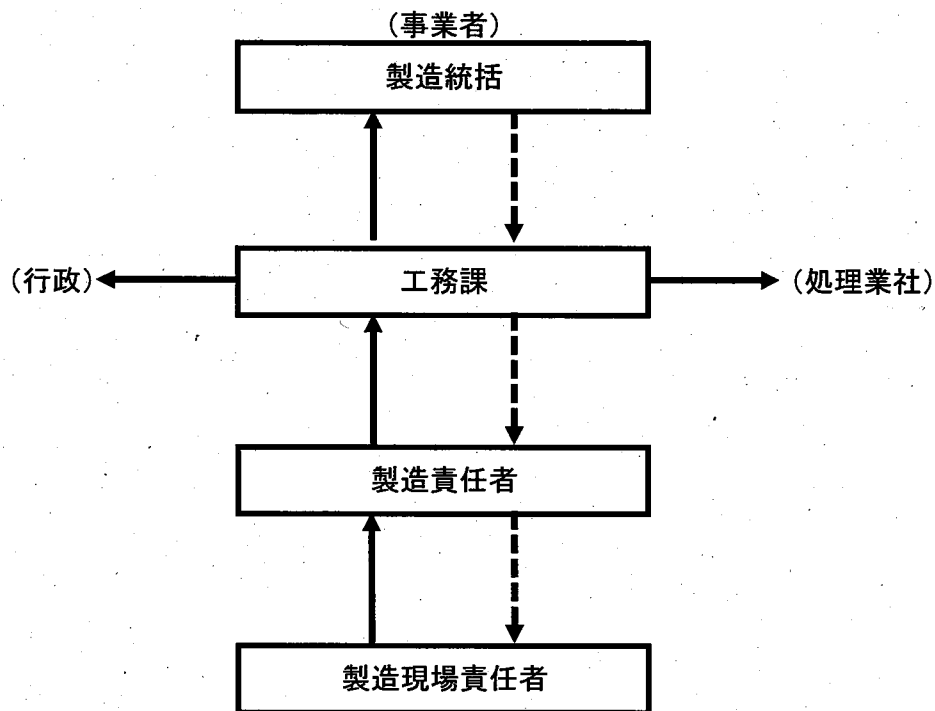 (事業者)
製造統括
(行政)
工務課
(処理業社)
製造責任者
製造現場責任者